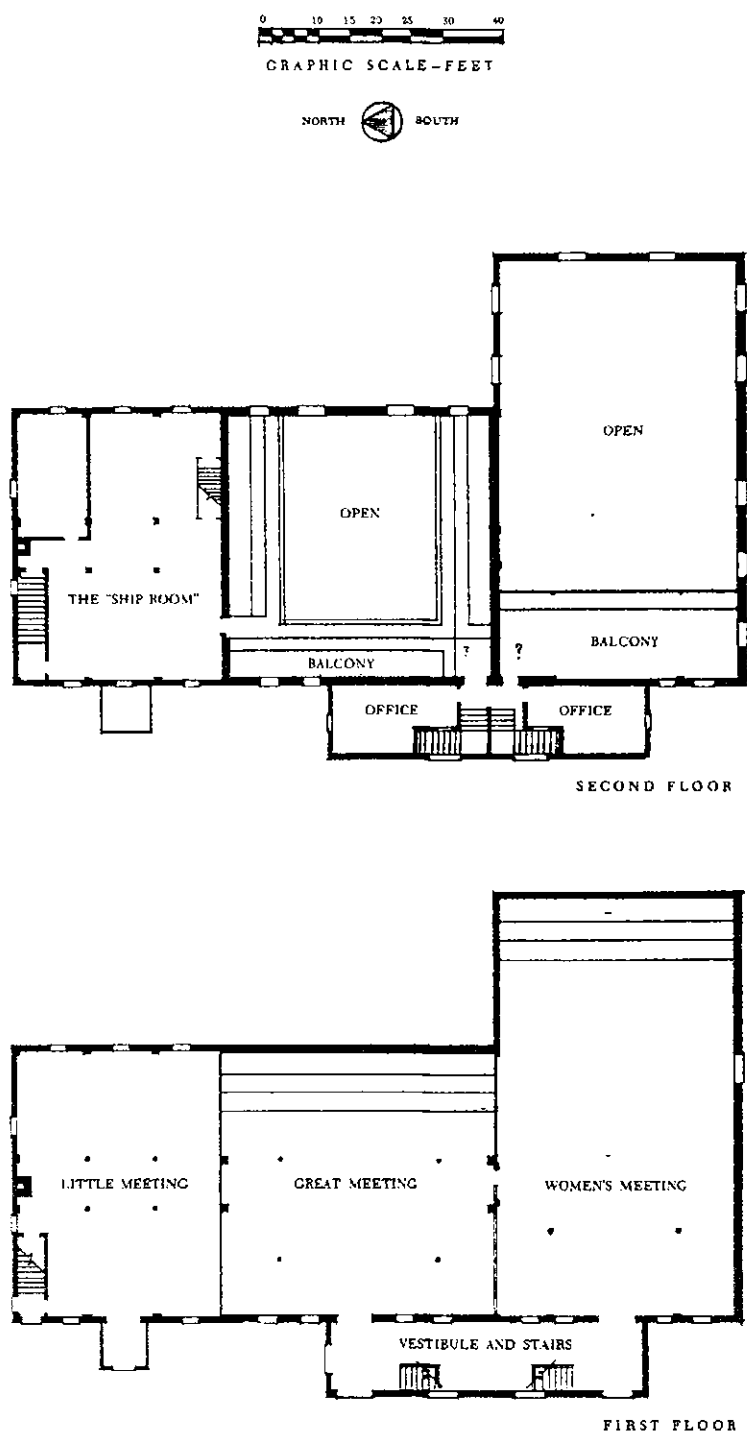 0 10 15 20 25 30 40
GRAPHIC SCALE-FEET
NORTH SOUTH
OPEN
OPEN
THE "SHIP ROOM"
BALCONY
BALCONY
? ?
OFFICE OFFICE
SECOND FLOOR
LITTLE MEETING GREAT MEETING WOMEN'S MEETING
VESTIBULE AND STAIRS
FIRST FLOOR